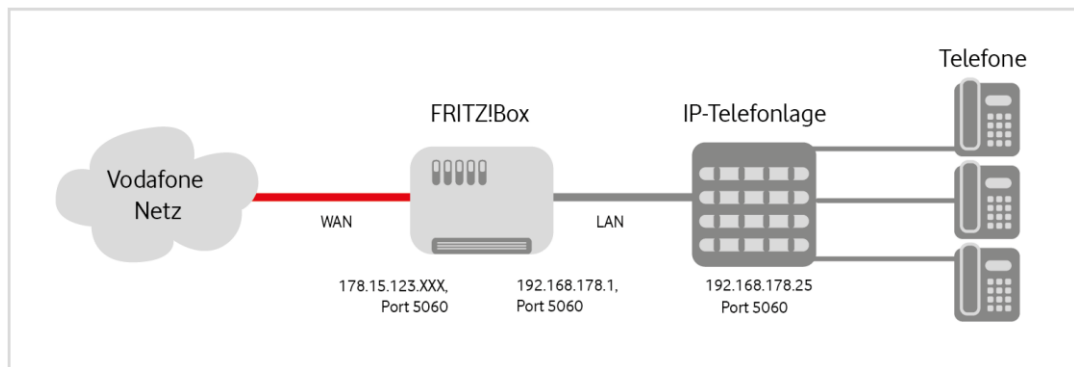 Telefone
FRITZ!Box
IP-Telefonlage
Vodafone
Netz
WAN
LAN
178.15.123.XXX,
Port 5060
192.168.178.1,
Port 5060
192.168.178.25
Port 5060